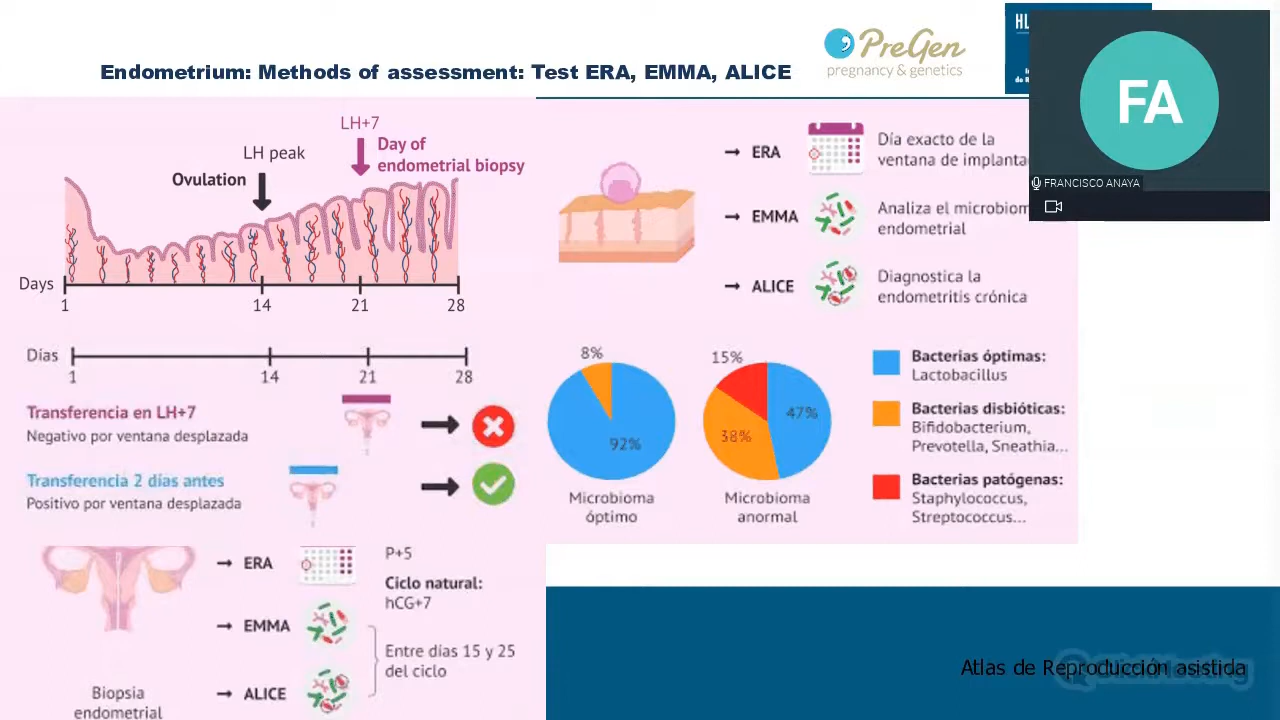 Endometrium: Methods of assessment: Test ERA, EMMA, ALICE
PreGen
pregnancy & genetics
HL
FA
FRANCISCO ANAYA
LH+7
Day of
endometrial biopsy
LH peak
Ovulation
Days
1
14
21
28
Días
1
14
21
28
Transferencia en LH+7
Negativo por ventana desplazada
Transferencia 2 días antes
Positivo por ventana desplazada
ERA
Día exacto de la
ventana de implanta
EMMA
Analiza el microbiom
endometrial
ALICE
Diagnostica la
endometritis crónica
8%
92%
Microbioma
óptimo
15%
47%
38%
Microbioma
anormal
Bacterias óptimas:
Lactobacillus
Bacterias disbióticas:
Bifidobacterium,
Prevotella, Sneathia...
Bacterias patógenas:
Staphylococcus,
Streptococcus...
ERA
P+5
Ciclo natural:
hCG+7
EMMA
Entre días 15 y 25
del ciclo
ALICE
Biopsia
endometrial
Atlas de Reproducción asistida